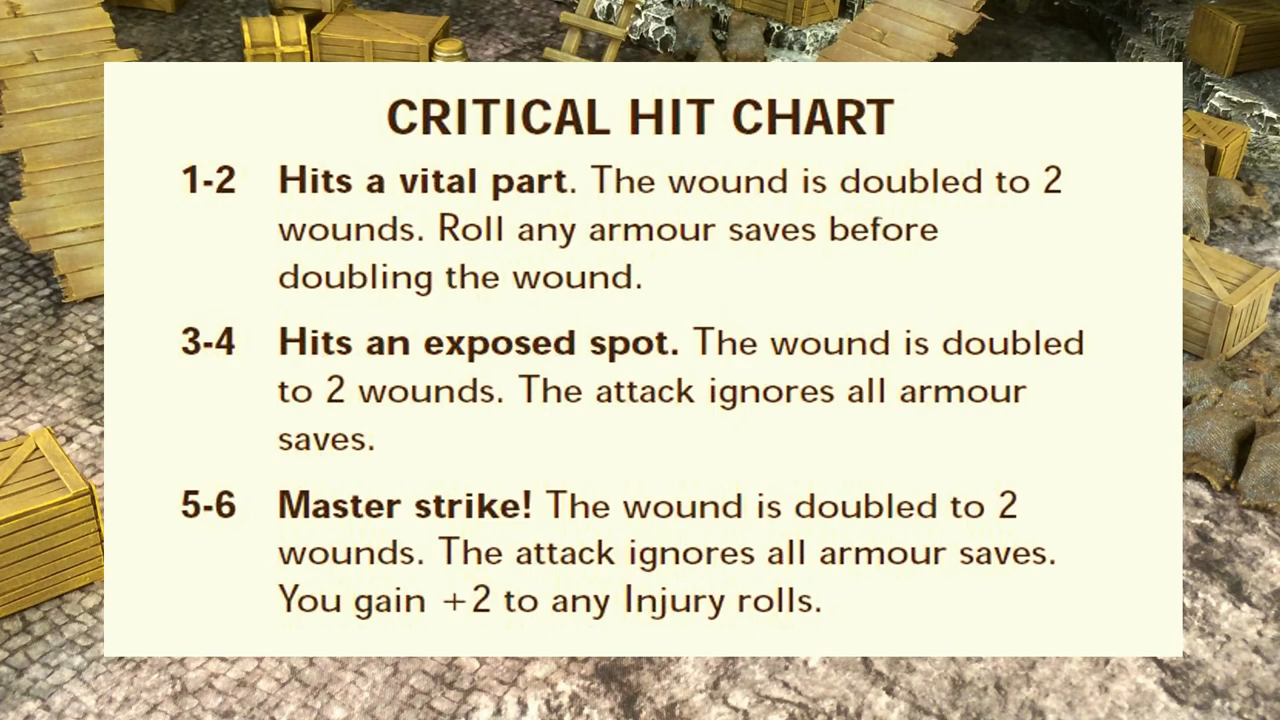 CRITICAL HIT CHART
1-2 Hits a vital part. The wound is doubled to 2
wounds. Roll any armour saves before
doubling the wound.
3-4 Hits an exposed spot. The wound is doubled
to 2 wounds. The attack ignores all armour
saves.
5-6 Master strike! The wound is doubled to 2
wounds. The attack ignores all armour saves.
You gain +2 to any Injury rolls.